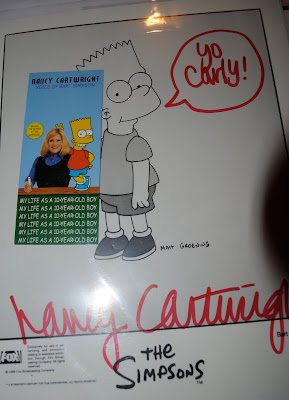 NANCY CARTWRIGHT
VOICE OF BART SIMPSON
MY LIFE AS A 10-YEAR-OLD BOY
MY LIFE AS A 10-YEAR-OLD BOY
MY LIFE AS A 10-YEAR-OLD BOY
MY LIFE AS A 10-YEAR-OLD BOY
MY LIFE AS A 10-YEAR-OLD BOY
MY LIFE AS A 10-YEAR-OLD BOY
yo
Carly!
MATT GROENING
Nancy Cartwrigh
Bart
THE
SIMPSONS
TM
FOX